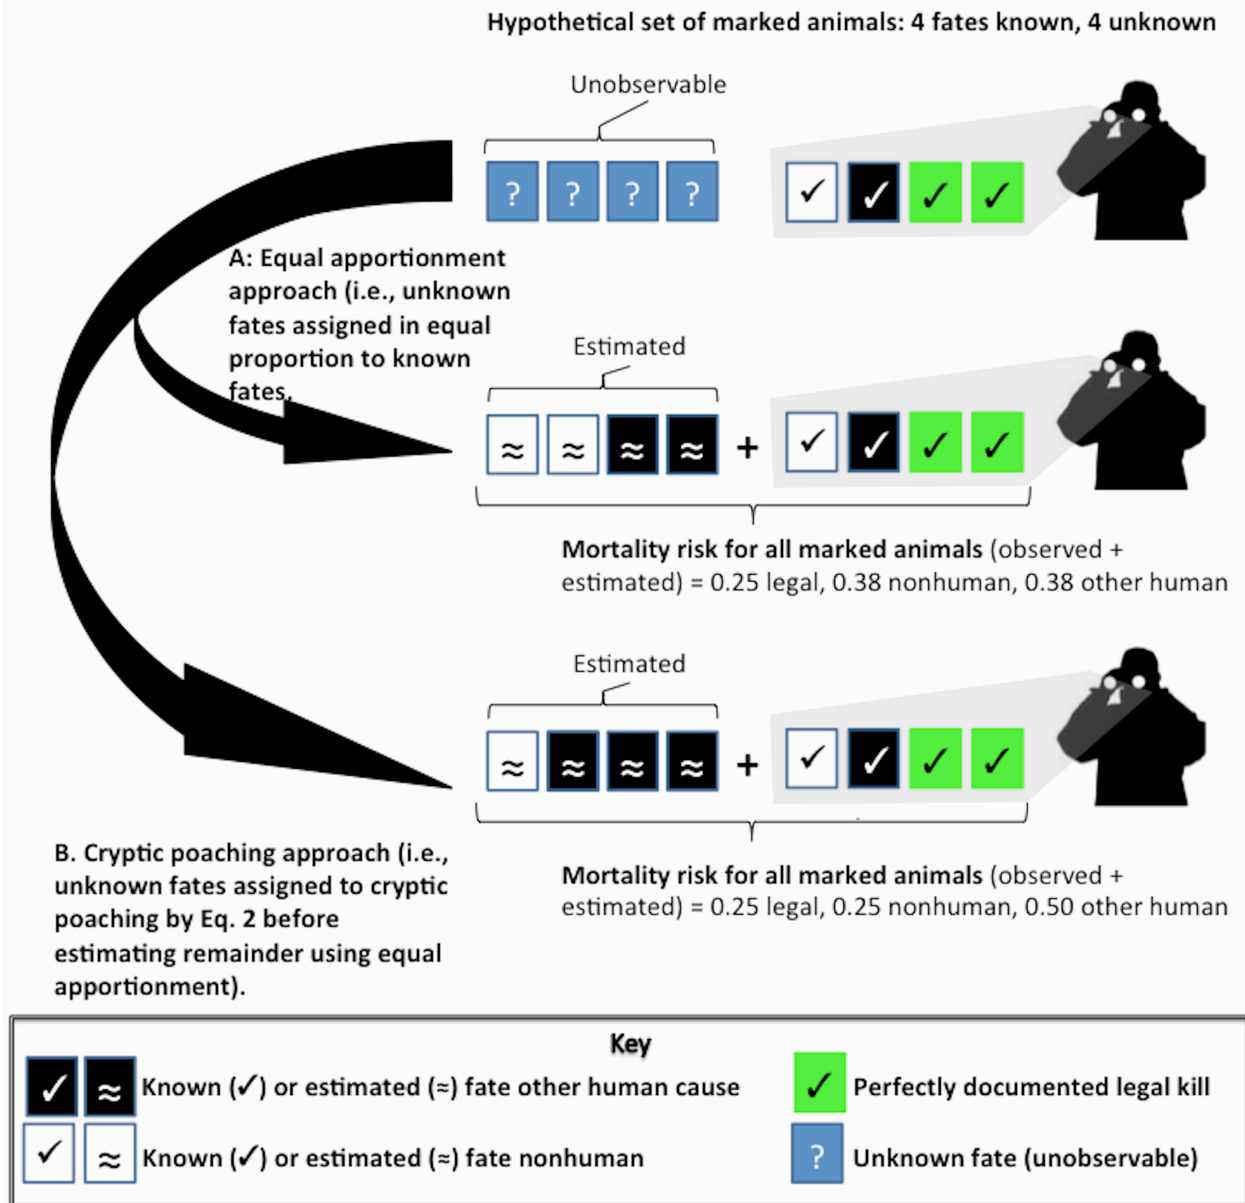 Hypothetical set of marked animals: 4 fates known, 4 unknown
Unobservable
? ? ? ? ✓ ✓ ✓ ✓
A: Equal apportionment
approach (i.e., unknown
fates assigned in equal
proportion to known
fates.
Estimated
≈ ≈ ≈ ≈ + ✓ ✓ ✓ ✓
Mortality risk for all marked animals (observed +
estimated) = 0.25 legal, 0.38 nonhuman, 0.38 other human
Estimated
≈ ≈ ≈ ≈ + ✓ ✓ ✓ ✓
Mortality risk for all marked animals (observed +
estimated) = 0.25 legal, 0.25 nonhuman, 0.50 other human
B. Cryptic poaching approach (i.e.,
unknown fates assigned to cryptic
poaching by Eq. 2 before
estimating remainder using equal
apportionment).
Key
✓ ≈ Known (✓) or estimated (≈) fate other human cause
✓ ≈ Known (✓) or estimated (≈) fate nonhuman
✓ Perfectly documented legal kill
? Unknown fate (unobservable)